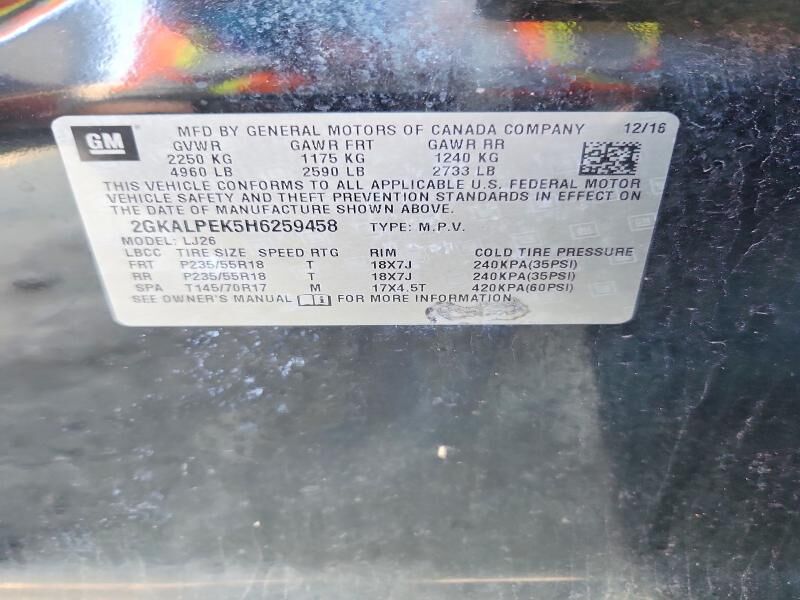 GM
MFD BY GENERAL MOTORS OF CANADA COMPANY 12/16
GVWR GAWR FRT GAWR RR
2250 KG 1175 KG 1240 KG
4960 LB 2590 LB 2733 LB
THIS VEHICLE CONFORMS TO ALL APPLICABLE U.S. FEDERAL MOTOR
VEHICLE SAFETY AND THEFT PREVENTION STANDARDS IN EFFECT ON
THE DATE OF MANUFACTURE SHOWN ABOVE.
2GKALPEK5H6259458 TYPE: M.P.V.
MODEL: LJ26
LBCC TIRE SIZE SPEED RTG RIM COLD TIRE PRESSURE
FRT P235/55R18 T 18X7J 240KPA(35PSI)
RR P235/55R18 T 18X7J 240KPA(35PSI)
SPA T145/70R17 M 17X4.5T 420KPA(60PSI)
SEE OWNER'S MANUAL FOR MORE INFORMATION